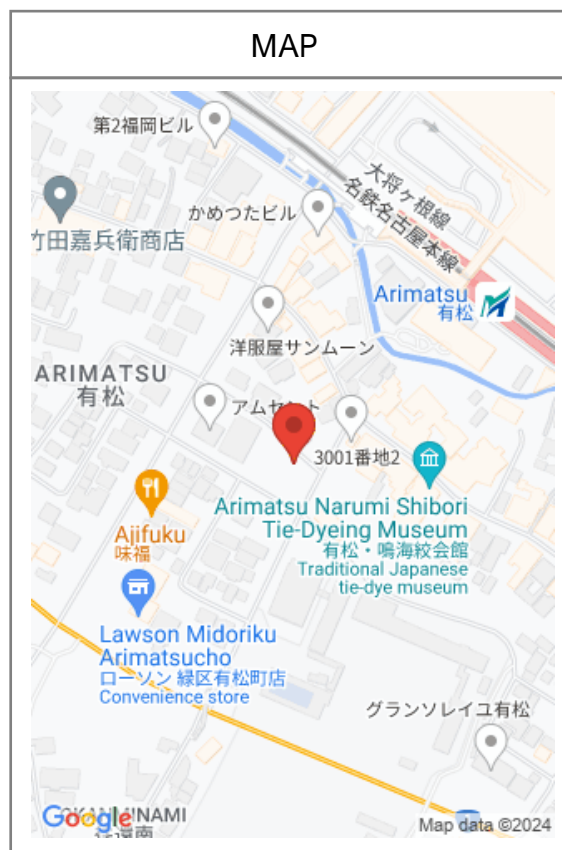 MAP
第2福岡ビル
大将ヶ根線
名鉄名古屋本線
かめつたビル
竹田嘉兵衛商店
Arimatsu
有松
洋服屋サンムーン
ARIMATSU
有松
3001番地2
Arimatsu Narumi Shibori
Tie-Dyeing Museum
有松・鳴海絞会館
Traditional Japanese
tie-dye museum
Ajifuku
味福
Lawson Midoriku
Arimatsucho
ローソン 緑区有松町店
Convenience store
グランソレイユ有松
Google
Map data ©2024